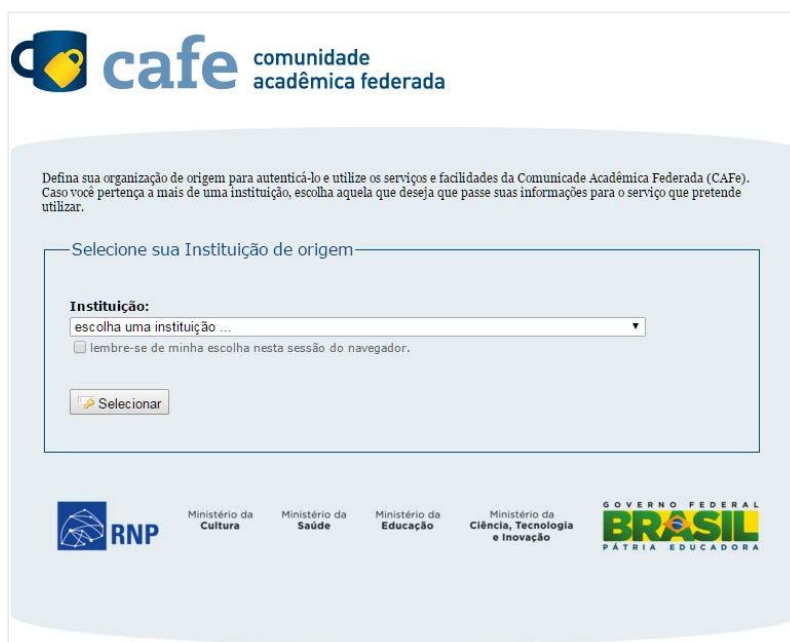 cafe comunidade
acadêmica federada
Defina sua organização de origem para autenticá-lo e utilize os serviços e facilidades da Comunicade Acadêmica Federada (CAFe).
Caso você pertença a mais de uma instituição, escolha aquela que deseja que passe suas informações para o serviço que pretende
utilizar.
Selecione sua Instituição de origem
Instituição:
escolha uma instituição ...
lembre-se de minha escolha nesta sessão do navegador.
Selecionar
RNP
Ministério da
Cultura
Ministério da
Saúde
Ministério da
Educação
Ministério da
Ciência, Tecnologia
e Inovação
GOVERNO FEDERAL
BRASIL
PÁTRIA EDUCADORA